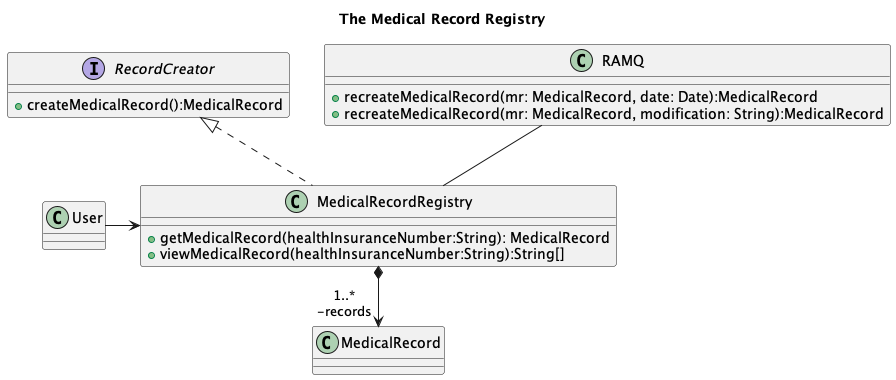 The Medical Record Registry
I RecordCreator
createMedicalRecord():MedicalRecord
C RAMQ
recreateMedicalRecord(mr: MedicalRecord, date: Date):MedicalRecord
recreateMedicalRecord(mr: MedicalRecord, modification: String):MedicalRecord
C User
C MedicalRecordRegistry
getMedicalRecord(healthInsuranceNumber:String): MedicalRecord
viewMedicalRecord(healthInsuranceNumber:String):String[]
1..*
-records
C MedicalRecord